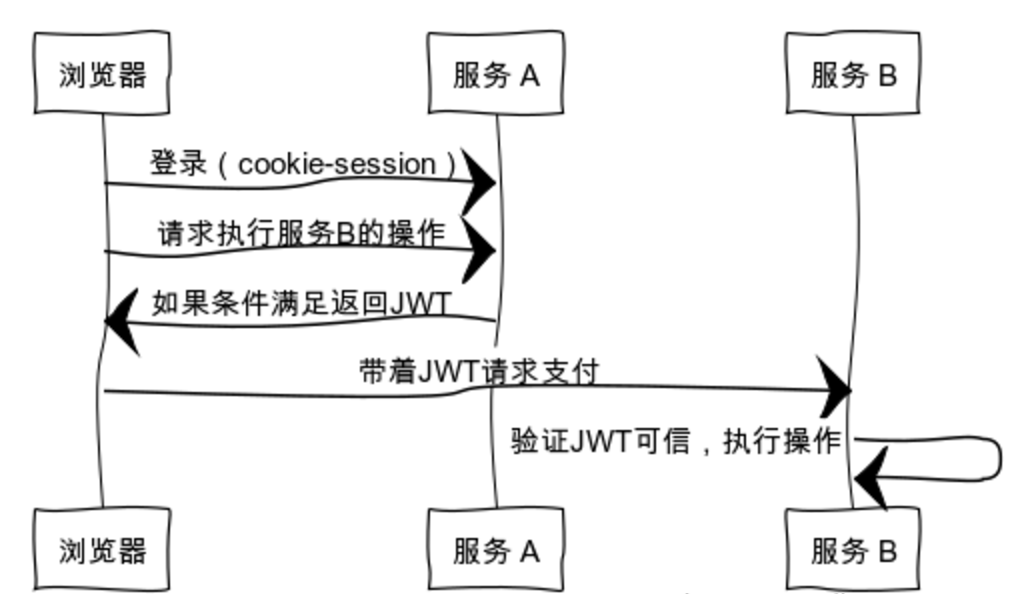 浏览器
服务 A
服务 B
登录（cookie-session）
请求执行服务B的操作
如果条件满足返回JWT
带着JWT请求支付
验证JWT可信，执行操作
浏览器
服务 A
服务 B